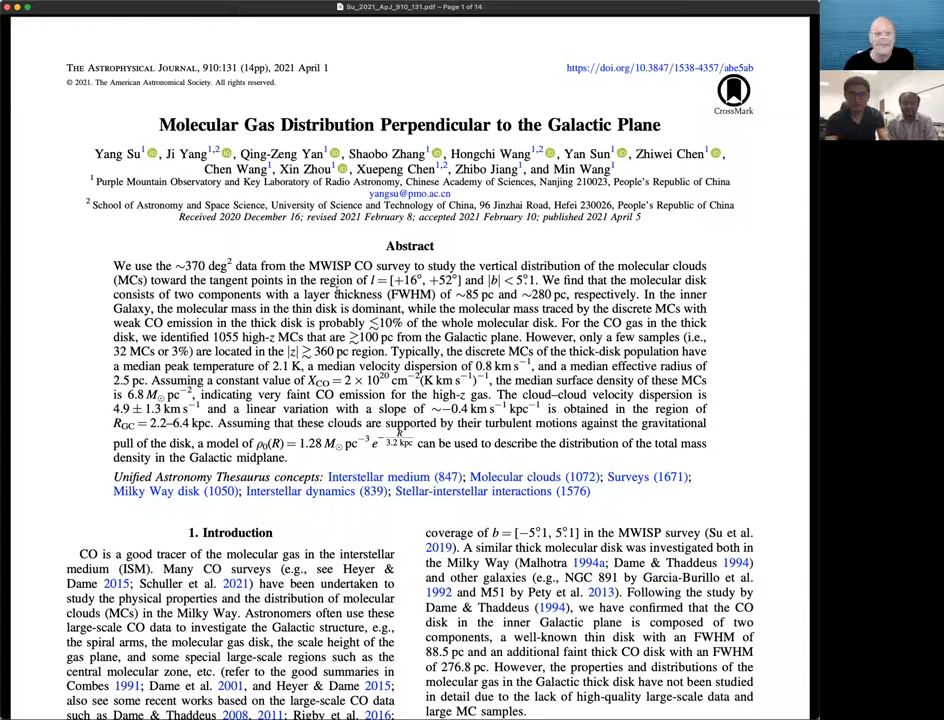 Su_2021_ApJ_910_131.pdf – Page 1 of 14
The Astrophysical Journal, 910:131 (14pp), 2021 April 1
© 2021. The American Astronomical Society. All rights reserved.
https://doi.org/10.3847/1538-4357/abe5ab
CrossMark
Molecular Gas Distribution Perpendicular to the Galactic Plane
Yang Su1, Ji Yang1,2, Qing-Zeng Yan1, Shaobo Zhang1, Hongchi Wang1,2, Yan Sun1, Zhiwei Chen1,
Chen Wang1, Xin Zhou1, Xuepeng Chen1,2, Zhibo Jiang1, and Min Wang1
1 Purple Mountain Observatory and Key Laboratory of Radio Astronomy, Chinese Academy of Sciences, Nanjing 210023, People's Republic of China
yangsu@pmo.ac.cn
2 School of Astronomy and Space Science, University of Science and Technology of China, 96 Jinzhai Road, Hefei 230026, People's Republic of China
Received 2020 December 16; revised 2021 February 8; accepted 2021 February 10; published 2021 April 5
Abstract
We use the ~370 deg2 data from the MWISP CO survey to study the vertical distribution of the molecular clouds
(MCs) toward the tangent points in the region of l = [+16°, +52°] and |b| < 5°.1. We find that the molecular disk
consists of two components with a layer thickness (FWHM) of ~85 pc and ~280 pc, respectively. In the inner
Galaxy, the molecular mass in the thin disk is dominant, while the molecular mass traced by the discrete MCs with
weak CO emission in the thick disk is probably ≲10% of the whole molecular disk. For the CO gas in the thick
disk, we identified 1055 high-z MCs that are ≳100 pc from the Galactic plane. However, only a few samples (i.e.,
32 MCs or 3%) are located in the |z| ≳ 360 pc region. Typically, the discrete MCs of the thick-disk population have
a median peak temperature of 2.1 K, a median velocity dispersion of 0.8 km s−1, and a median effective radius of
2.5 pc. Assuming a constant value of XCO = 2 × 10^20 cm−2(K km s−1)−1, the median surface density of these MCs
is 6.8 M⊙ pc−2, indicating very faint CO emission for the high-z gas. The cloud–cloud velocity dispersion is
4.9 ± 1.3 km s−1 and a linear variation with a slope of ~−0.4 km s−1 kpc−1 is obtained in the region of
RGC = 2.2–6.4 kpc. Assuming that these clouds are supported by their turbulent motions against the gravitational
pull of the disk, a model of ρ0(R) = 1.28 M⊙ pc−3 e^(−R/3.2 kpc) can be used to describe the distribution of the total mass
density in the Galactic midplane.
Unified Astronomy Thesaurus concepts: Interstellar medium (847); Molecular clouds (1072); Surveys (1671);
Milky Way disk (1050); Interstellar dynamics (839); Stellar-interstellar interactions (1576)
1. Introduction
CO is a good tracer of the molecular gas in the interstellar
medium (ISM). Many CO surveys (e.g., see Heyer &
Dame 2015; Schuller et al. 2021) have been undertaken to
study the physical properties and the distribution of molecular
clouds (MCs) in the Milky Way. Astronomers often use these
large-scale CO data to investigate the Galactic structure, e.g.,
the spiral arms, the molecular gas disk, the scale height of the
gas plane, and some special large-scale regions such as the
central molecular zone, etc. (refer to the good summaries in
Combes 1991; Dame et al. 2001, and Heyer & Dame 2015;
also see some recent works based on the large-scale CO data
such as Dame & Thaddeus 2008, 2011; Rigby et al. 2016;
coverage of b = [−5°.1, 5°.1] in the MWISP survey (Su et al.
2019). A similar thick molecular disk was investigated both in
the Milky Way (Malhotra 1994a; Dame & Thaddeus 1994)
and other galaxies (e.g., NGC 891 by Garcia-Burillo et al.
1992 and M51 by Pety et al. 2013). Following the study by
Dame & Thaddeus (1994), we have confirmed that the CO
disk in the inner Galactic plane is composed of two
components, a well-known thin disk with an FWHM of
88.5 pc and an additional faint thick CO disk with an FWHM
of 276.8 pc. However, the properties and distributions of the
molecular gas in the Galactic thick disk have not been studied
in detail due to the lack of high-quality large-scale data and
large MC samples.